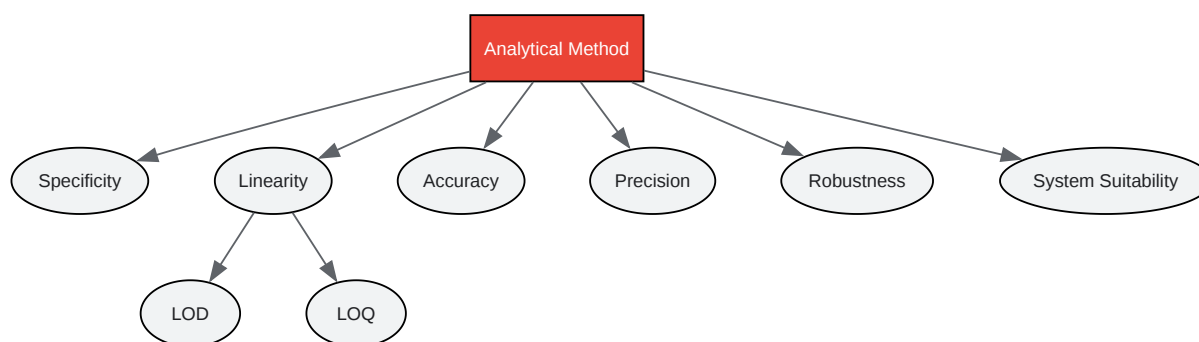 Analytical Method
Specificity
Linearity
Accuracy
Precision
Robustness
System Suitability
LOD
LOQ